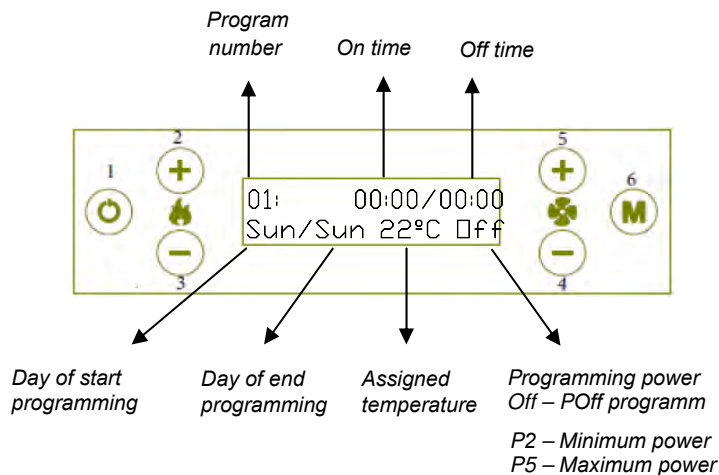 Program
number
On time
Off time
2
5
1
6
01: 00:00/00:00
M
Sun/Sun 22ºC Off
3
4
Day of start
programming
Day of end
programming
Assigned
temperature
Programming power
Off – POff programm
P2 – Minimum power
P5 – Maximum power